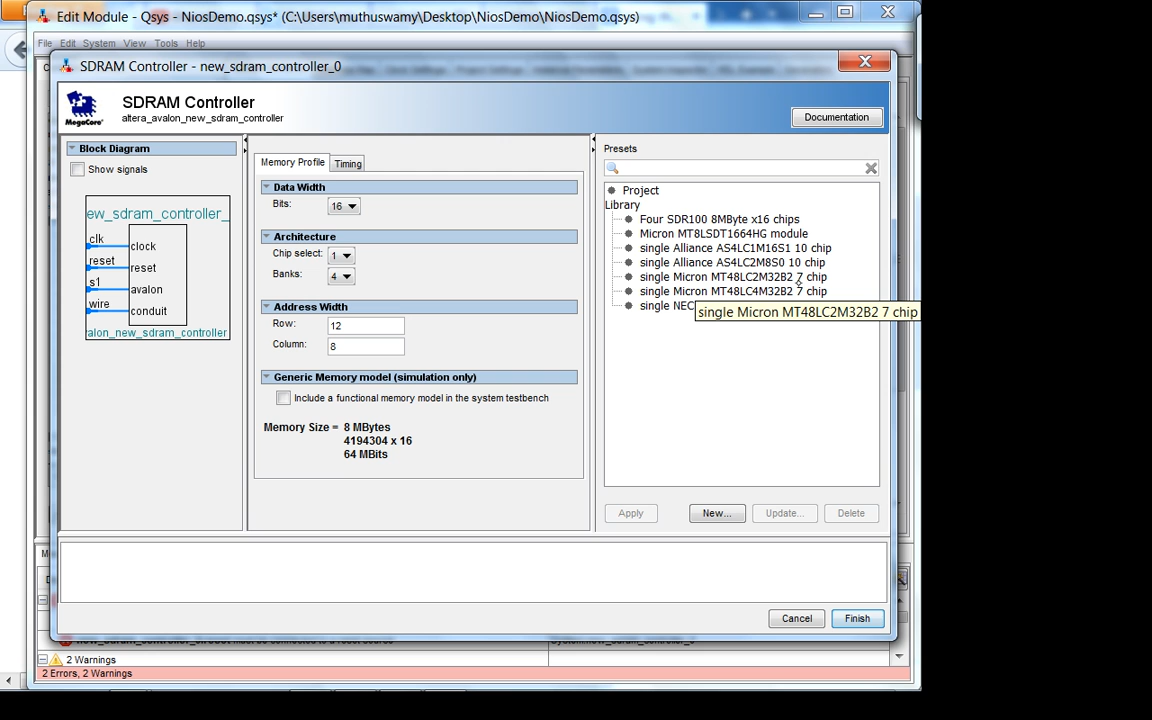 Edit Module - Qsys - NiosDemo.qsys* (C:\Users\muthuswamy\Desktop\NiosDemo\NiosDemo.qsys)
File Edit System View Tools Help
SDRAM Controller - new_sdram_controller_0
SDRAM Controller
altera_avalon_new_sdram_controller
MegaCore®
Documentation
Block Diagram
Show signals
ew_sdram_controller_
clk
clock
reset
reset
s1
avalon
wire
conduit
valon_new_sdram_controller
Memory Profile Timing
Data Width
Bits: 16
Architecture
Chip select: 1
Banks: 4
Address Width
Row: 12
Column: 8
Generic Memory model (simulation only)
Include a functional memory model in the system testbench
Memory Size = 8 MBytes
4194304 x 16
64 MBits
Presets
Project
Library
Four SDR100 8MByte x16 chips
Micron MT8LSDT1664HG module
single Alliance AS4LC1M16S1 10 chip
single Alliance AS4LC2M8S0 10 chip
single Micron MT48LC2M32B2 7 chip
single Micron MT48LC4M32B2 7 chip
single NEC
single Micron MT48LC2M32B2 7 chip
Apply New... Update... Delete
Cancel Finish
2 Warnings
2 Errors, 2 Warnings